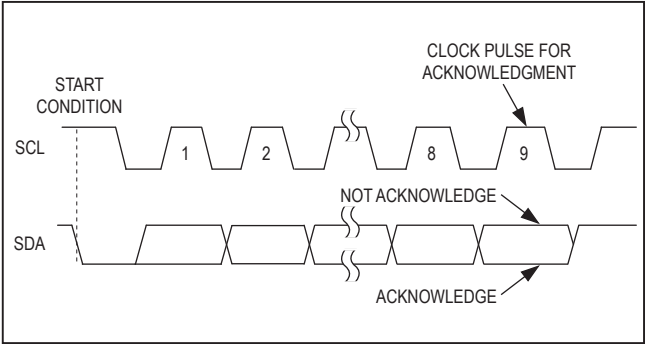 CLOCK PULSE FOR
ACKNOWLEDGMENT
START
CONDITION
SCL
1
2
8
9
NOT ACKNOWLEDGE
SDA
ACKNOWLEDGE